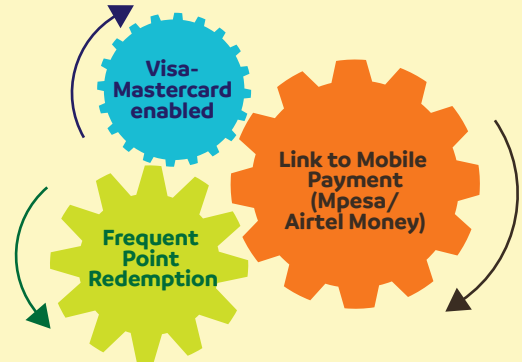 Visa-
Mastercard
enabled
Link to Mobile
Payment
(Mpesa/
Airtel Money)
Frequent
Point
Redemption